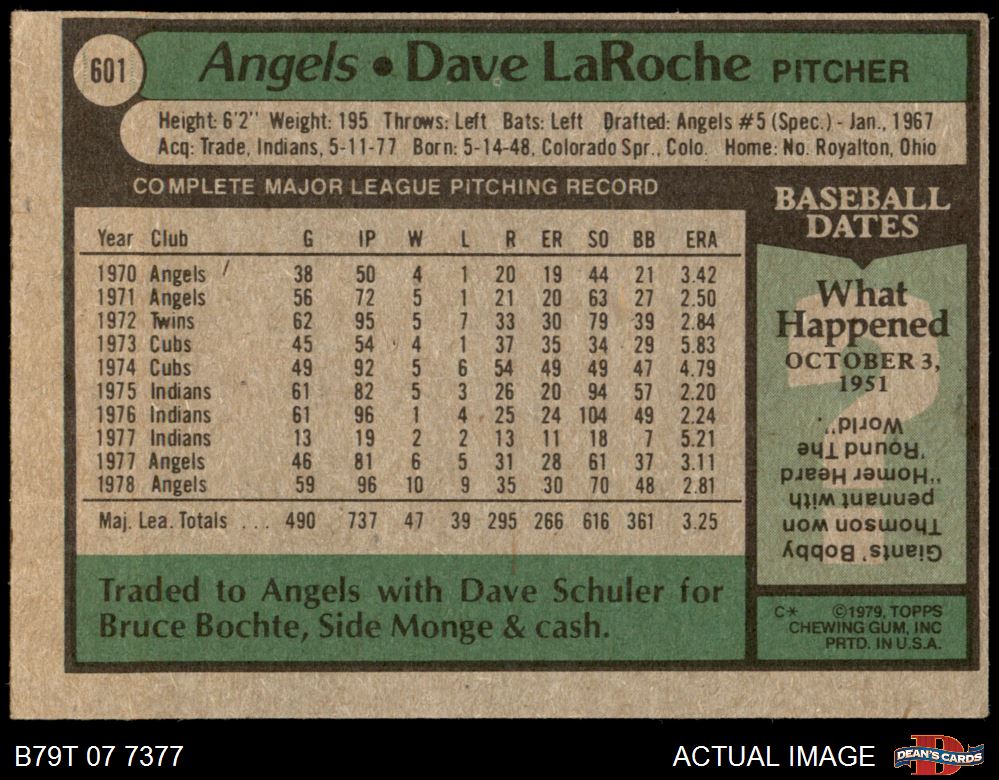 601 Angels • Dave LaRoche PITCHER
Height: 6'2" Weight: 195 Throws: Left Bats: Left Drafted: Angels #5 (Spec.) - Jan., 1967
Acq: Trade, Indians, 5-11-77 Born: 5-14-48, Colorado Spr., Colo. Home: No. Royalton, Ohio
COMPLETE MAJOR LEAGUE PITCHING RECORD
Year Club G IP W L R ER SO BB ERA
1970 Angels 38 50 4 1 20 19 44 21 3.42
1971 Angels 56 72 5 1 21 20 63 27 2.50
1972 Twins 62 95 5 7 33 30 79 39 2.84
1973 Cubs 45 54 4 1 37 35 34 29 5.83
1974 Cubs 49 92 5 6 54 49 49 47 4.79
1975 Indians 61 82 5 3 26 20 94 57 2.20
1976 Indians 61 96 1 4 25 24 104 49 2.24
1977 Indians 13 19 2 2 13 11 18 7 5.21
1977 Angels 46 81 6 5 31 28 61 37 3.11
1978 Angels 59 96 10 9 35 30 70 48 2.81
Maj. Lea. Totals ... 490 737 47 39 295 266 616 361 3.25
Traded to Angels with Dave Schuler for
Bruce Bochte, Side Monge & cash.
BASEBALL
DATES
What
Happened
OCTOBER 3,
1951
Giants' Bobby
Thomson won
pennant with
"Homer Heard
'Round The
World".
C* ©1979, TOPPS
CHEWING GUM, INC
PRTD. IN U.S.A.
B79T 07 7377
ACTUAL IMAGE
DEAN'S CARDS